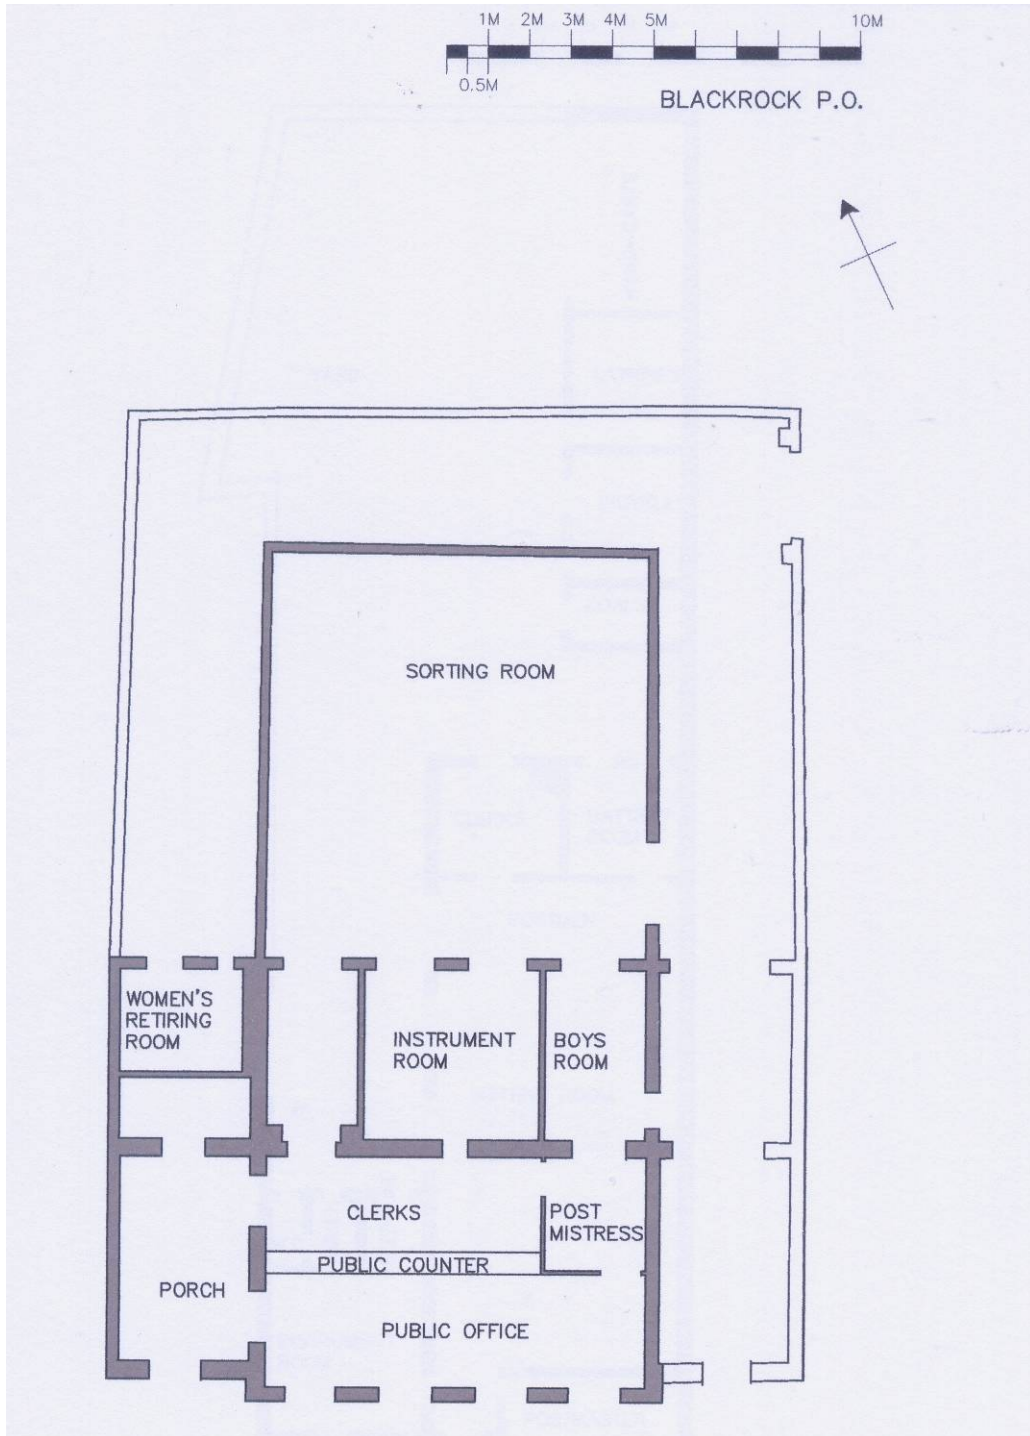 1M 2M 3M 4M 5M 10M
0.5M
BLACKROCK P.O.
SORTING ROOM
WOMEN'S
RETIRING
ROOM
INSTRUMENT
ROOM
BOYS
ROOM
CLERKS
POST
MISTRESS
PUBLIC COUNTER
PORCH
PUBLIC OFFICE